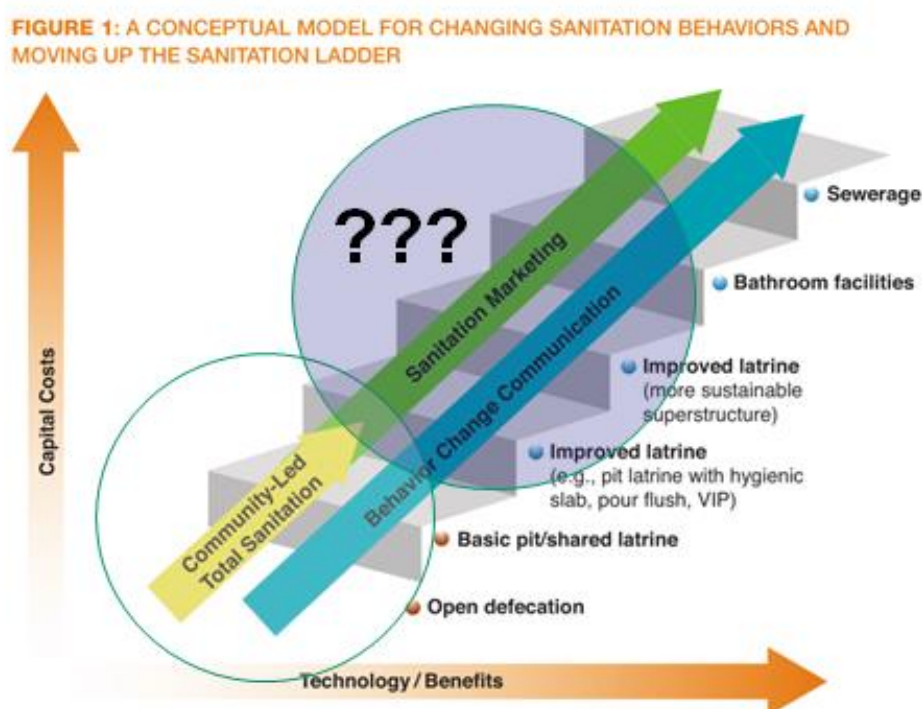 FIGURE 1: A CONCEPTUAL MODEL FOR CHANGING SANITATION BEHAVIORS AND
MOVING UP THE SANITATION LADDER
Capital Costs
???
Sanitation Marketing
Behavior Change Communication
Community-Led
Total Sanitation
Sewerage
Bathroom facilities
Improved latrine
(more sustainable
superstructure)
Improved latrine
(e.g., pit latrine with hygienic
slab, pour flush, VIP)
Basic pit/shared latrine
Open defecation
Technology / Benefits